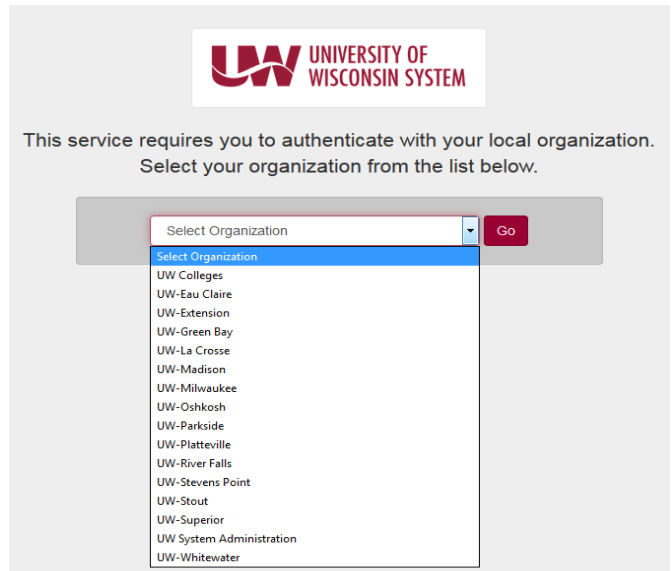 UW UNIVERSITY OF
WISCONSIN SYSTEM
This service requires you to authenticate with your local organization.
Select your organization from the list below.
Select Organization
Go
Select Organization
UW Colleges
UW-Eau Claire
UW-Extension
UW-Green Bay
UW-La Crosse
UW-Madison
UW-Milwaukee
UW-Oshkosh
UW-Parkside
UW-Platteville
UW-River Falls
UW-Stevens Point
UW-Stout
UW-Superior
UW System Administration
UW-Whitewater